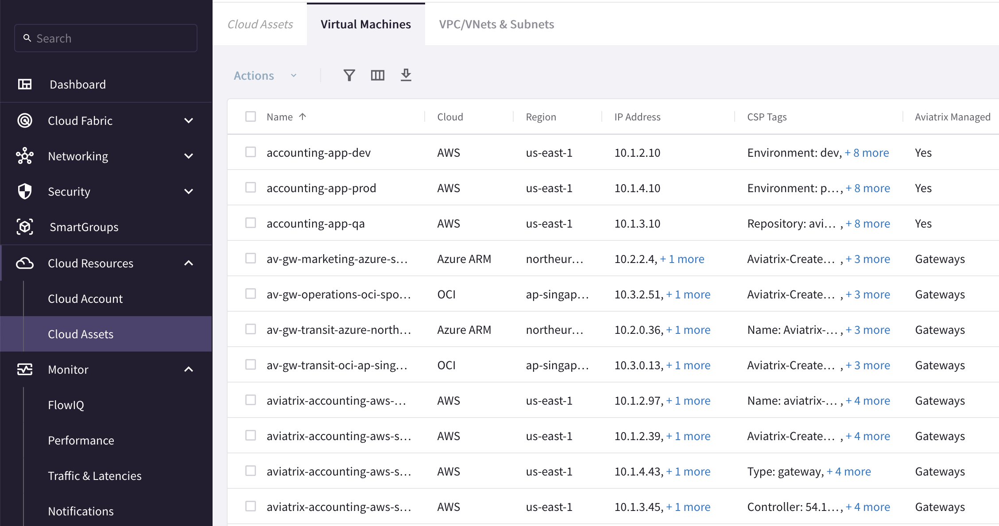 Search
Dashboard
Cloud Fabric
Networking
Security
SmartGroups
Cloud Resources
Cloud Account
Cloud Assets
Monitor
FlowIQ
Performance
Traffic & Latencies
Notifications
Cloud Assets Virtual Machines VPC/VNets & Subnets
Actions
Name Cloud Region IP Address CSP Tags Aviatrix Managed
accounting-app-dev AWS us-east-1 10.1.2.10 Environment: dev, + 8 more Yes
accounting-app-prod AWS us-east-1 10.1.4.10 Environment: p…, + 8 more Yes
accounting-app-qa AWS us-east-1 10.1.3.10 Repository: avi… , + 8 more Yes
av-gw-marketing-azure-s… Azure ARM northeur… 10.2.2.4, + 1 more Aviatrix-Create… , + 3 more Gateways
av-gw-operations-oci-spo… OCI ap-singap… 10.3.2.51, + 1 more Aviatrix-Create… , + 3 more Gateways
av-gw-transit-azure-north… Azure ARM northeur… 10.2.0.36, + 1 more Name: Aviatrix-… , + 3 more Gateways
av-gw-transit-oci-ap-sing… OCI ap-singap… 10.3.0.13, + 1 more Aviatrix-Create… , + 3 more Gateways
aviatrix-accounting-aws-… AWS us-east-1 10.1.2.97, + 1 more Name: aviatrix-… , + 4 more Gateways
aviatrix-accounting-aws-s… AWS us-east-1 10.1.2.39, + 1 more Aviatrix-Create… , + 4 more Gateways
aviatrix-accounting-aws-s… AWS us-east-1 10.1.4.43, + 1 more Type: gateway, + 4 more Gateways
aviatrix-accounting-aws-s… AWS us-east-1 10.1.3.45, + 1 more Controller: 54.1…, + 4 more Gateways